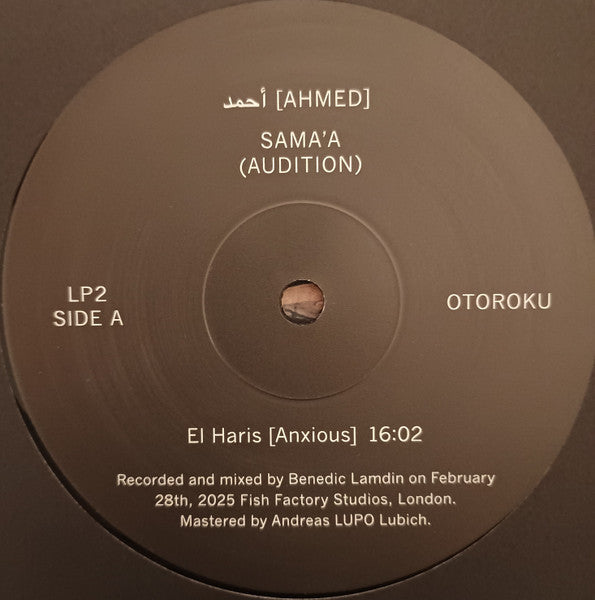 أحمد [AHMED]
SAMA'A
(AUDITION)
LP2
SIDE A
OTOROKU
El Haris [Anxious] 16:02
Recorded and mixed by Benedic Lamdin on February
28th, 2025 Fish Factory Studios, London.
Mastered by Andreas LUPO Lubich.